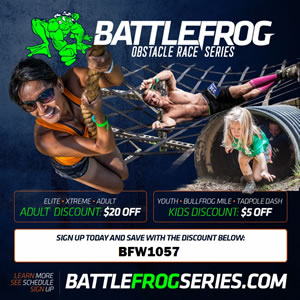 BATTLEFROG
OBSTACLE RACE SERIES
ELITE • XTREME • ADULT
ADULT DISCOUNT: $20 OFF
YOUTH • BULLFROG MILE • TADPOLE DASH
KIDS DISCOUNT: $5 OFF
SIGN UP TODAY AND SAVE WITH THE DISCOUNT BELOW:
BFW1057
LEARN MORE
SEE SCHEDULE
SIGN UP
BATTLEFROGSERIES.COM